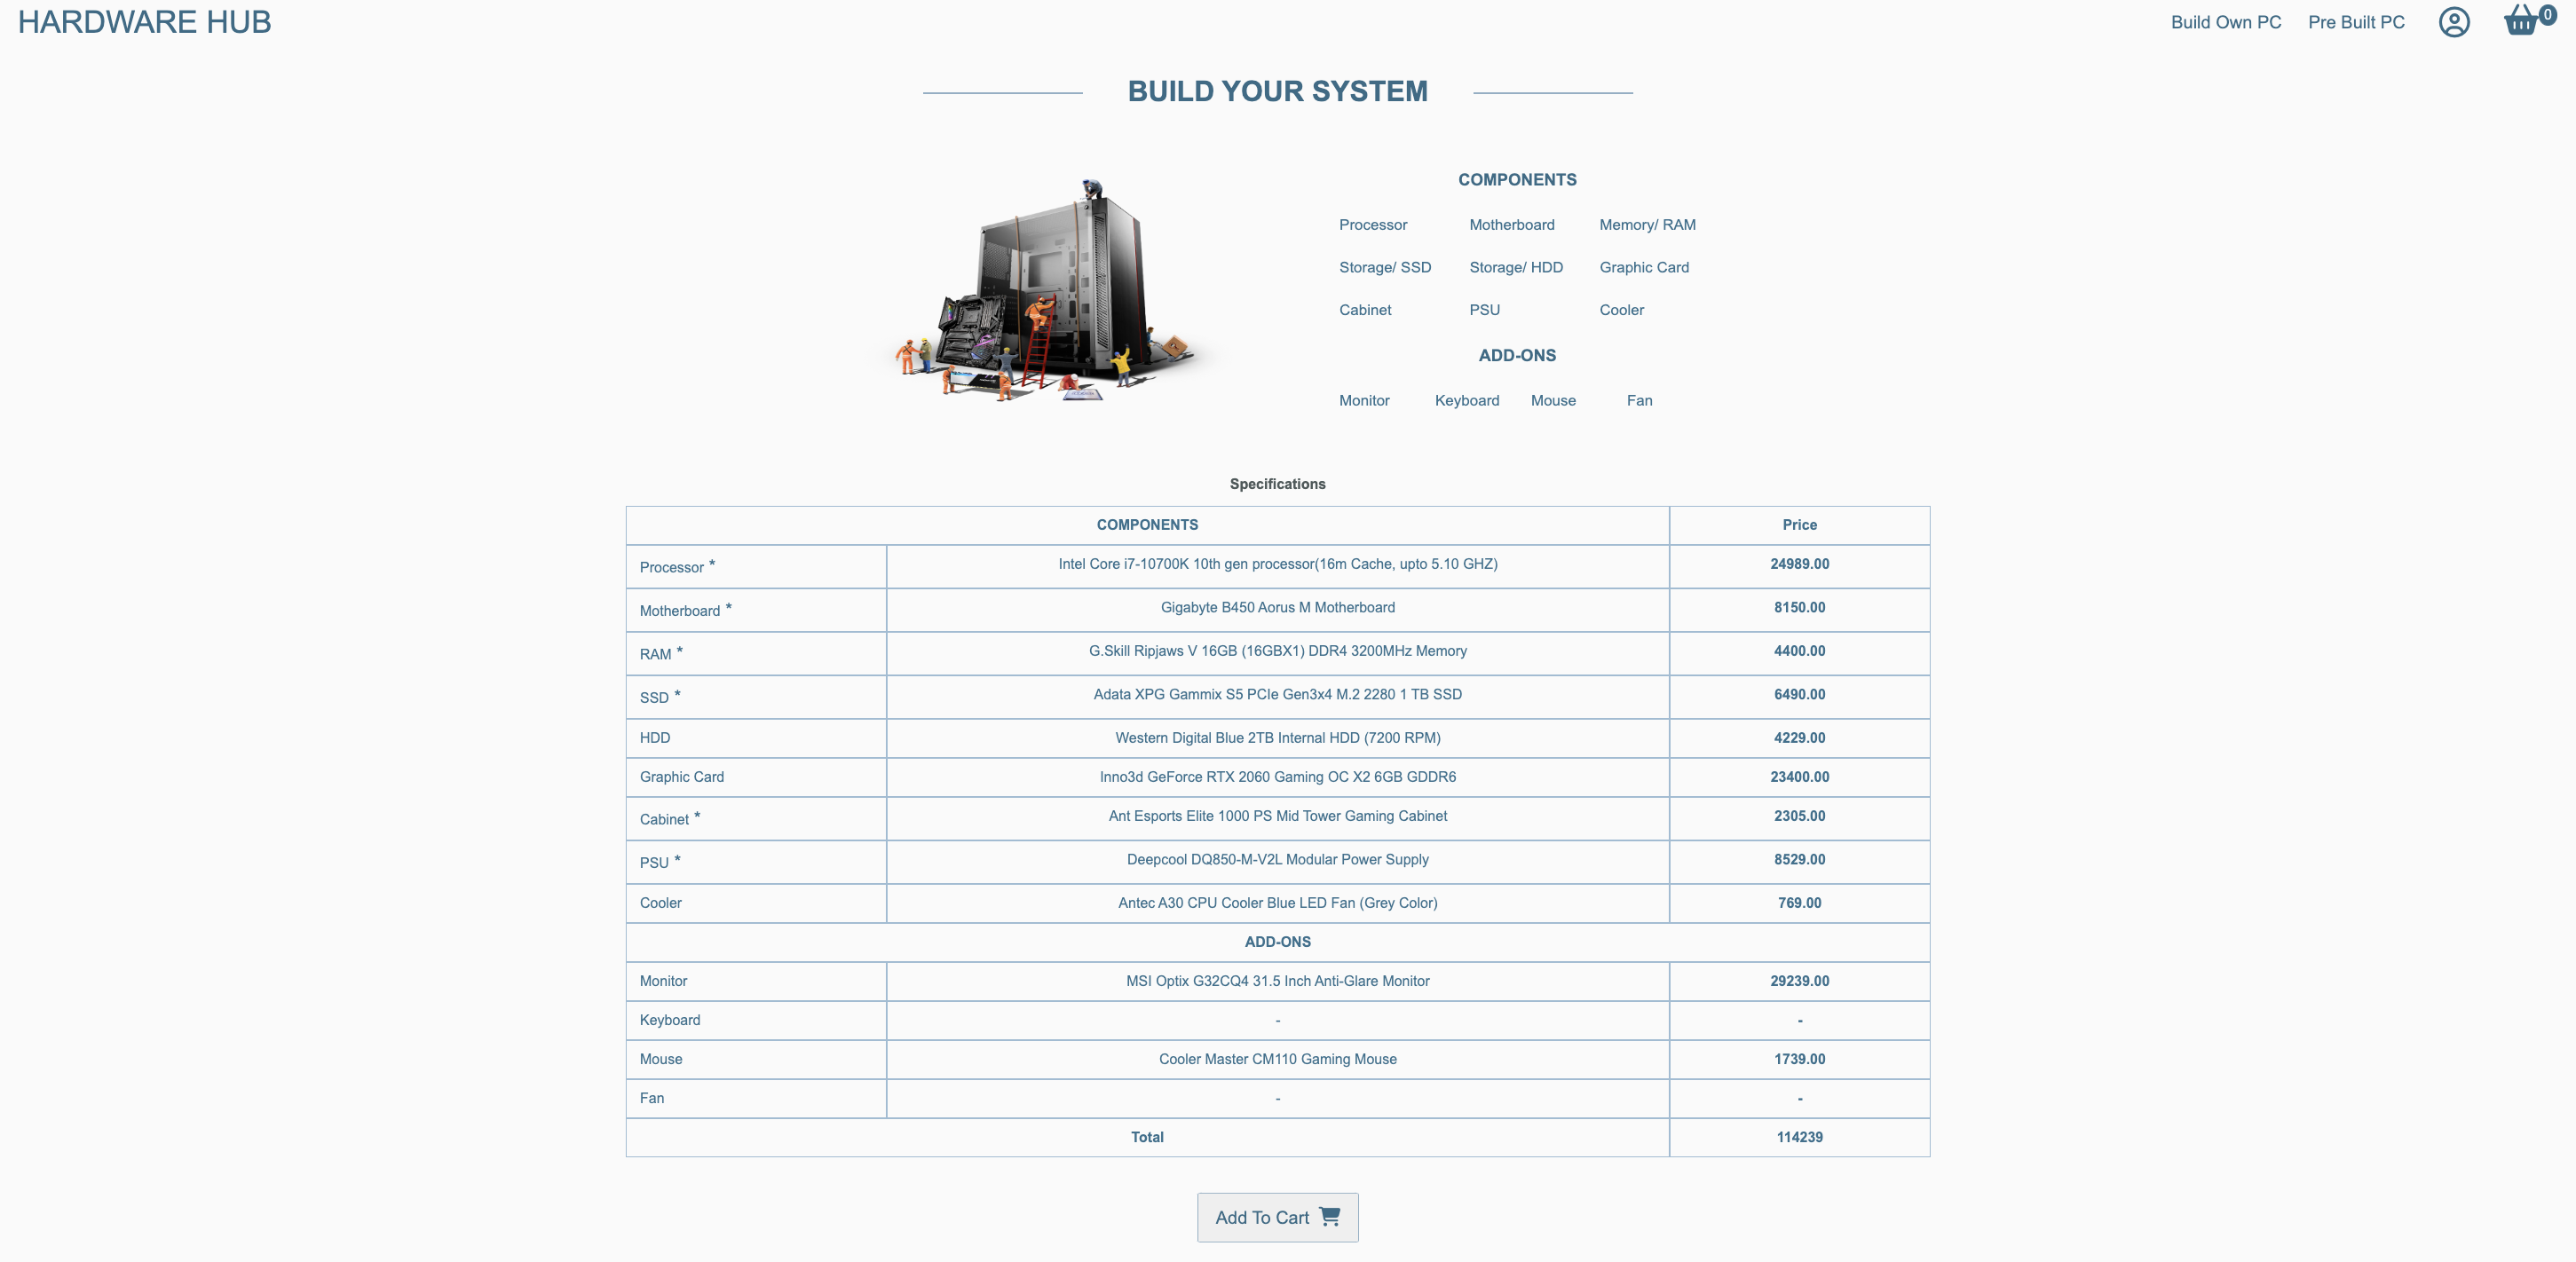 HARDWARE HUB
Build Own PC Pre Built PC 0
BUILD YOUR SYSTEM
COMPONENTS
Processor Motherboard Memory/ RAM
Storage/ SSD Storage/ HDD Graphic Card
Cabinet PSU Cooler
ADD-ONS
Monitor Keyboard Mouse Fan
Specifications
COMPONENTS Price
Processor * Intel Core i7-10700K 10th gen processor(16m Cache, upto 5.10 GHZ) 24989.00
Motherboard * Gigabyte B450 Aorus M Motherboard 8150.00
RAM * G.Skill Ripjaws V 16GB (16GBX1) DDR4 3200MHz Memory 4400.00
SSD * Adata XPG Gammix S5 PCIe Gen3x4 M.2 2280 1 TB SSD 6490.00
HDD Western Digital Blue 2TB Internal HDD (7200 RPM) 4229.00
Graphic Card Inno3d GeForce RTX 2060 Gaming OC X2 6GB GDDR6 23400.00
Cabinet * Ant Esports Elite 1000 PS Mid Tower Gaming Cabinet 2305.00
PSU * Deepcool DQ850-M-V2L Modular Power Supply 8529.00
Cooler Antec A30 CPU Cooler Blue LED Fan (Grey Color) 769.00
ADD-ONS
Monitor MSI Optix G32CQ4 31.5 Inch Anti-Glare Monitor 29239.00
Keyboard - -
Mouse Cooler Master CM110 Gaming Mouse 1739.00
Fan - -
Total 114239
Add To Cart